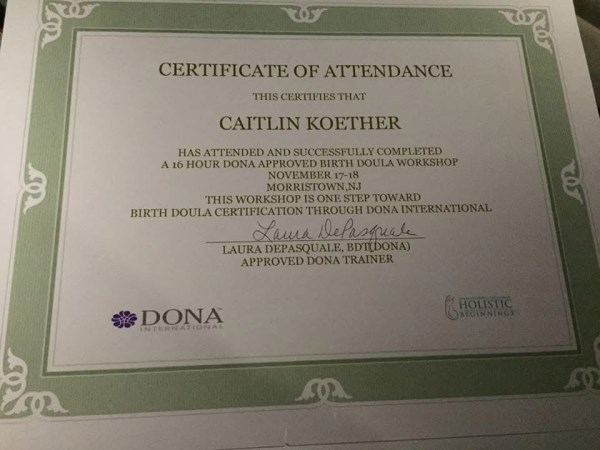 CERTIFICATE OF ATTENDANCE
THIS CERTIFIES THAT
CAITLIN KOETHER
HAS ATTENDED AND SUCCESSFULLY COMPLETED
A 16 HOUR DONA APPROVED BIRTH DOULA WORKSHOP
NOVEMBER 17-18
MORRISTOWN,NJ
THIS WORKSHOP IS ONE STEP TOWARD
BIRTH DOULA CERTIFICATION THROUGH DONA INTERNATIONAL
Laura DePasquale
LAURA DEPASQUALE, BDT(DONA)
APPROVED DONA TRAINER
DONA™
INTERNATIONAL
HOLISTIC
BEGINNINGS